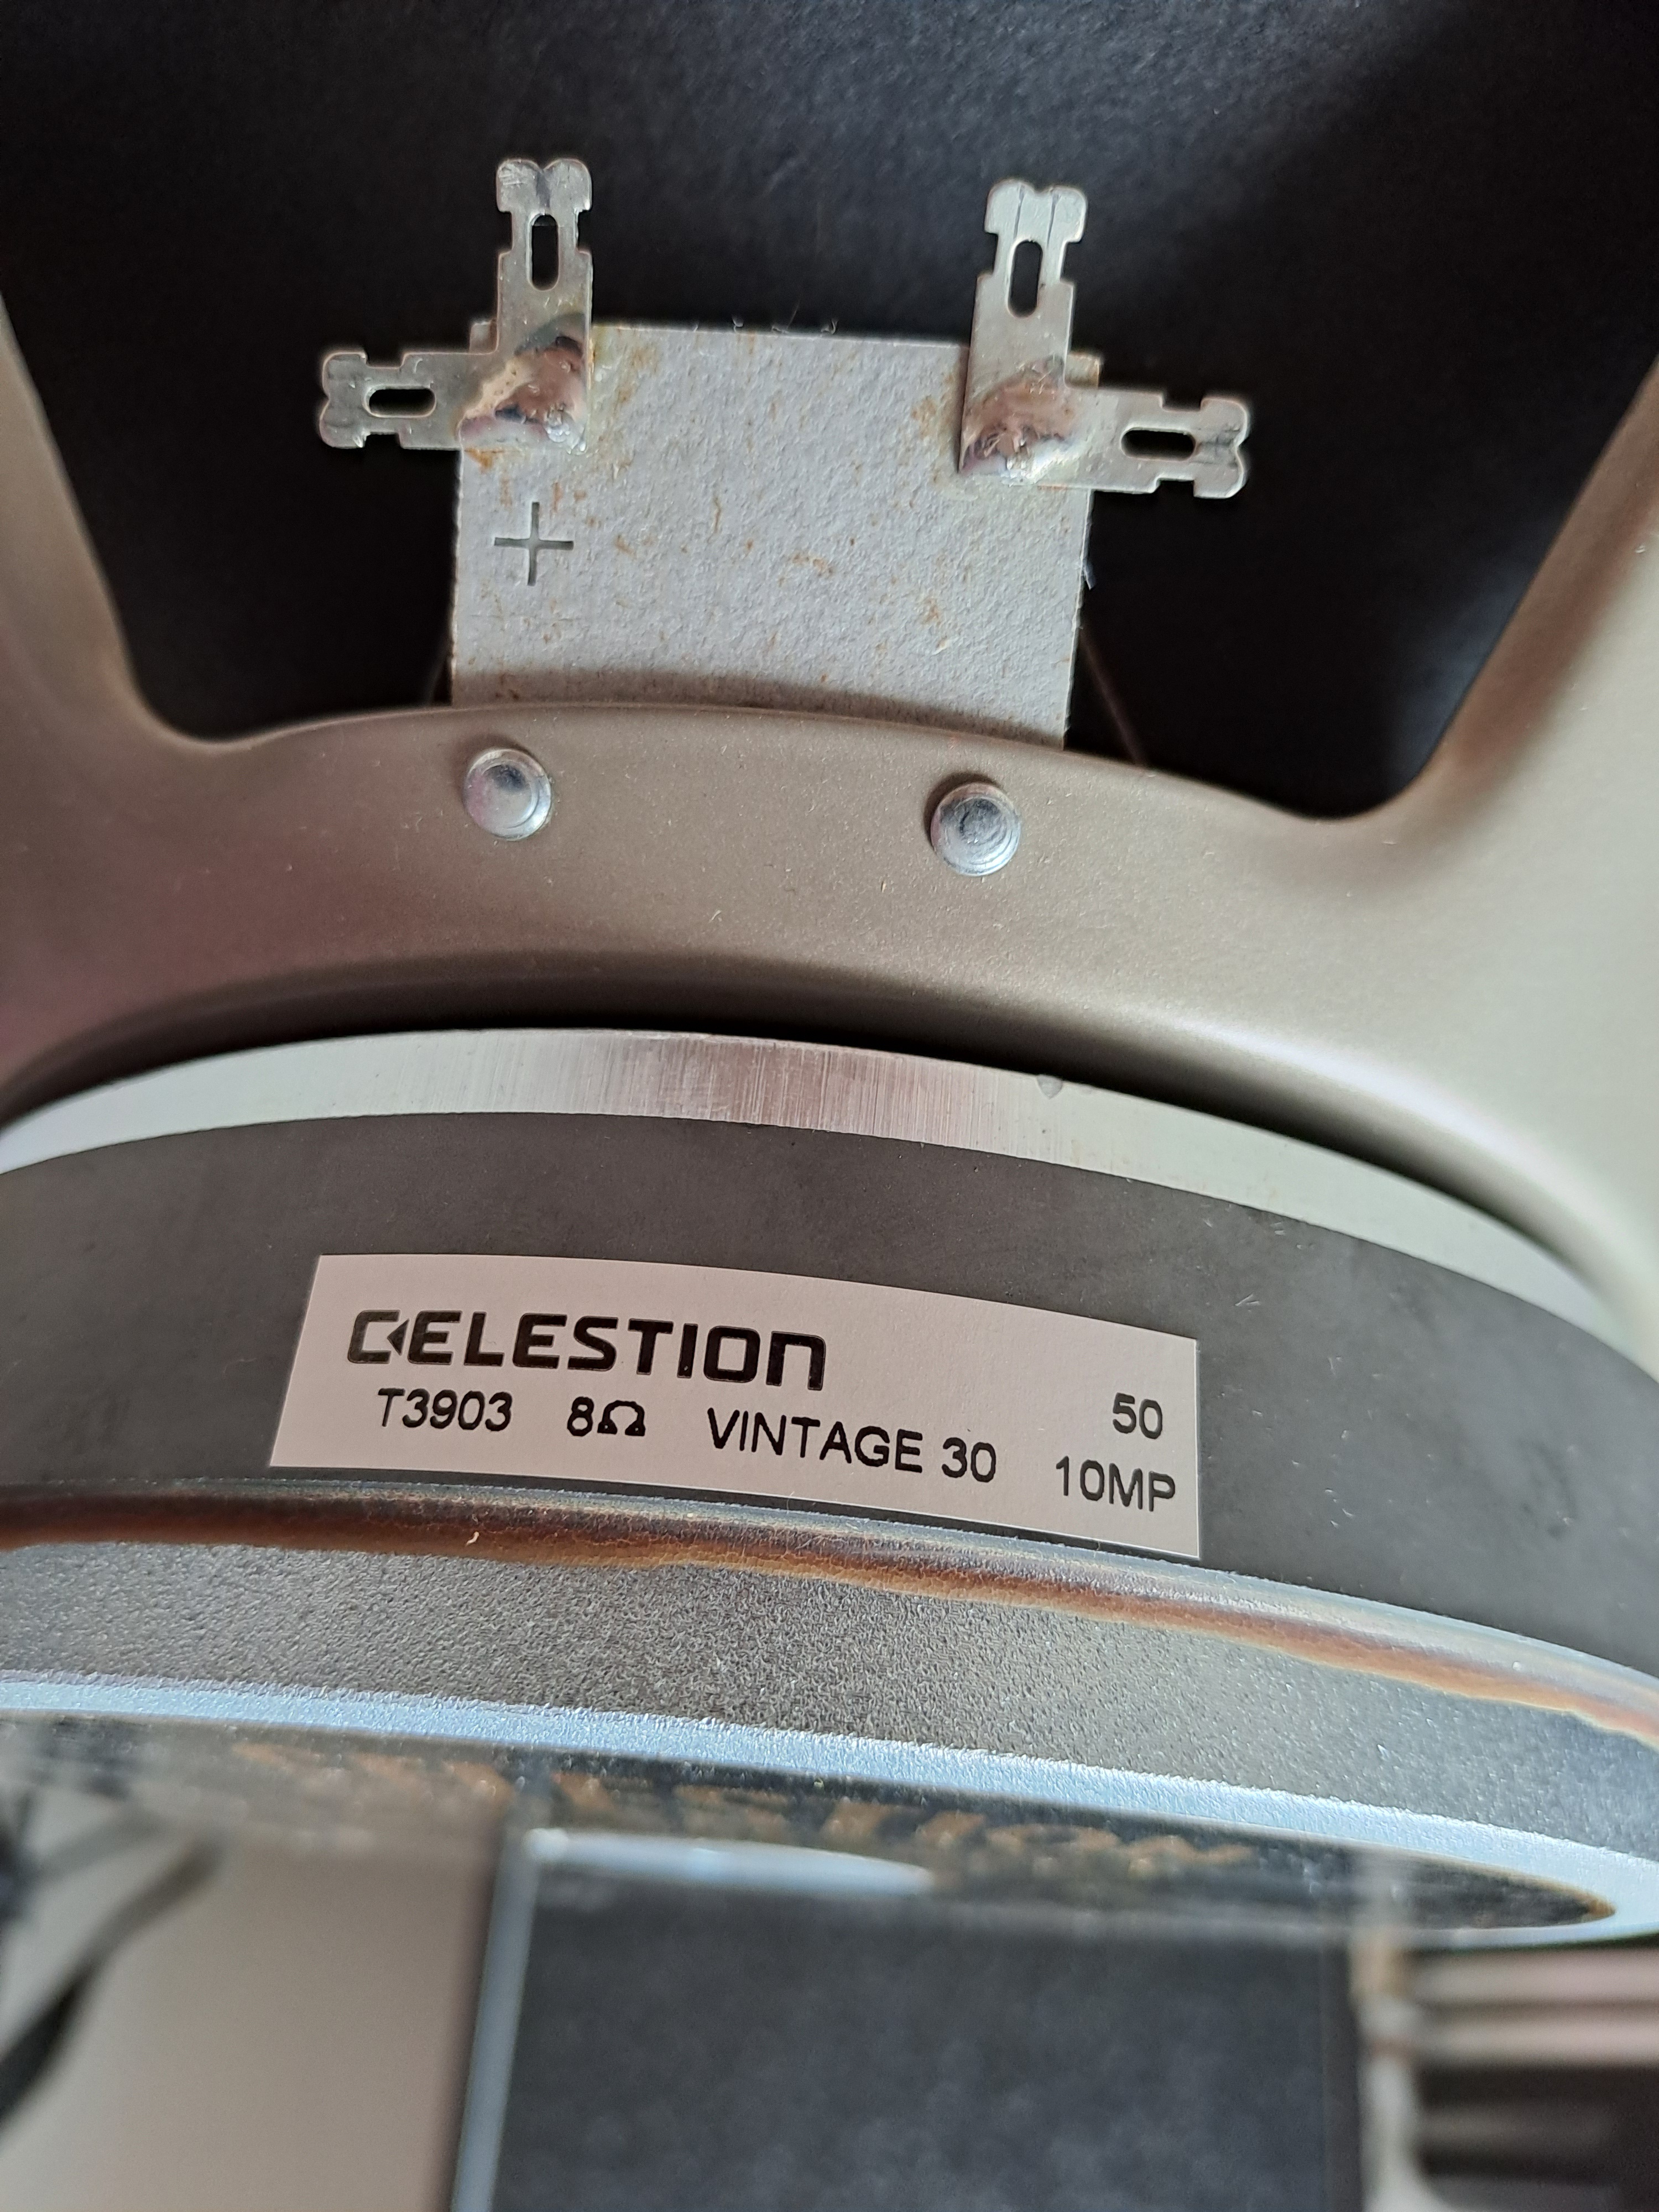 +
CELESTION
T3903 8Ω VINTAGE 30 50
10MP